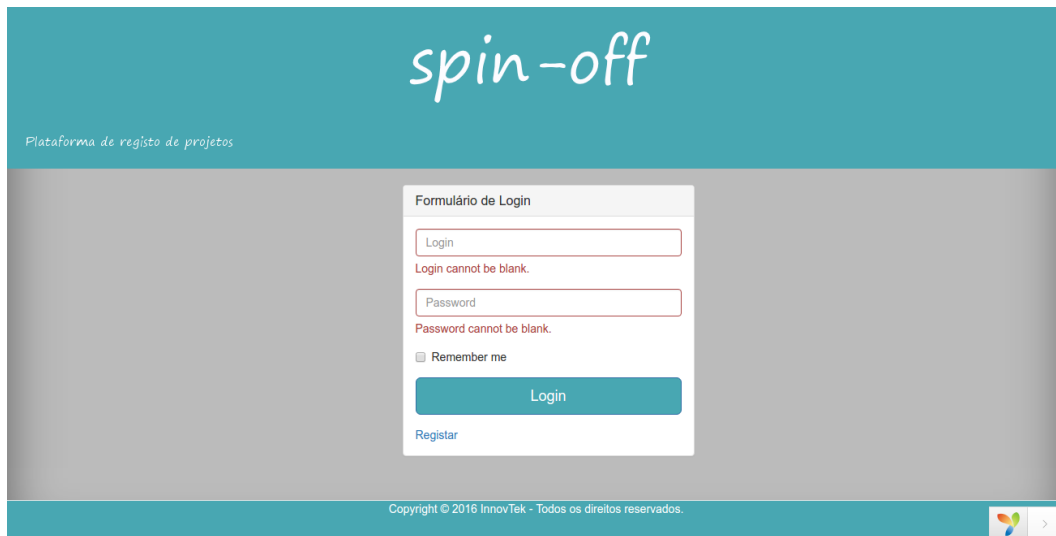 spin-off
Plataforma de registo de projetos
Formulário de Login
Login
Login cannot be blank.
Password
Password cannot be blank.
Remember me
Login
Registar
Copyright © 2016 InnovTek - Todos os direitos reservados.